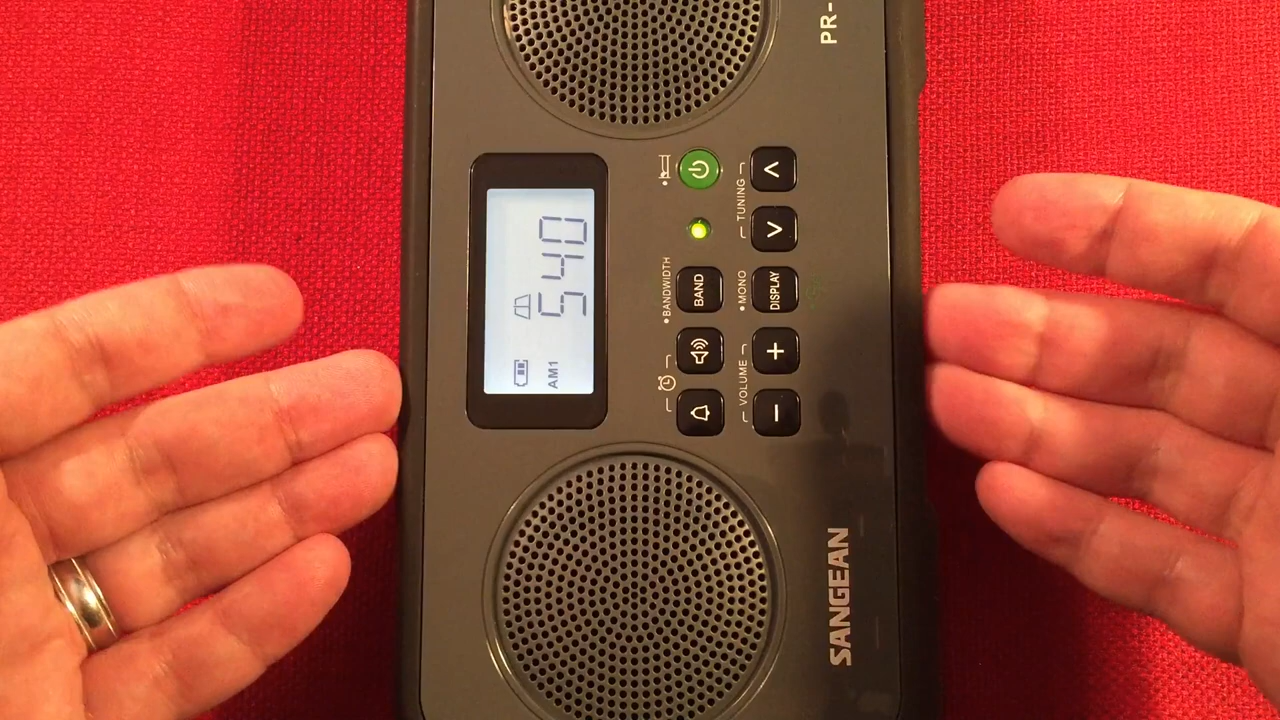 AM1
540
BANDWIDTH
BAND
MONO
DISPLAY
TUNING
VOLUME
SANGEAN
PR-